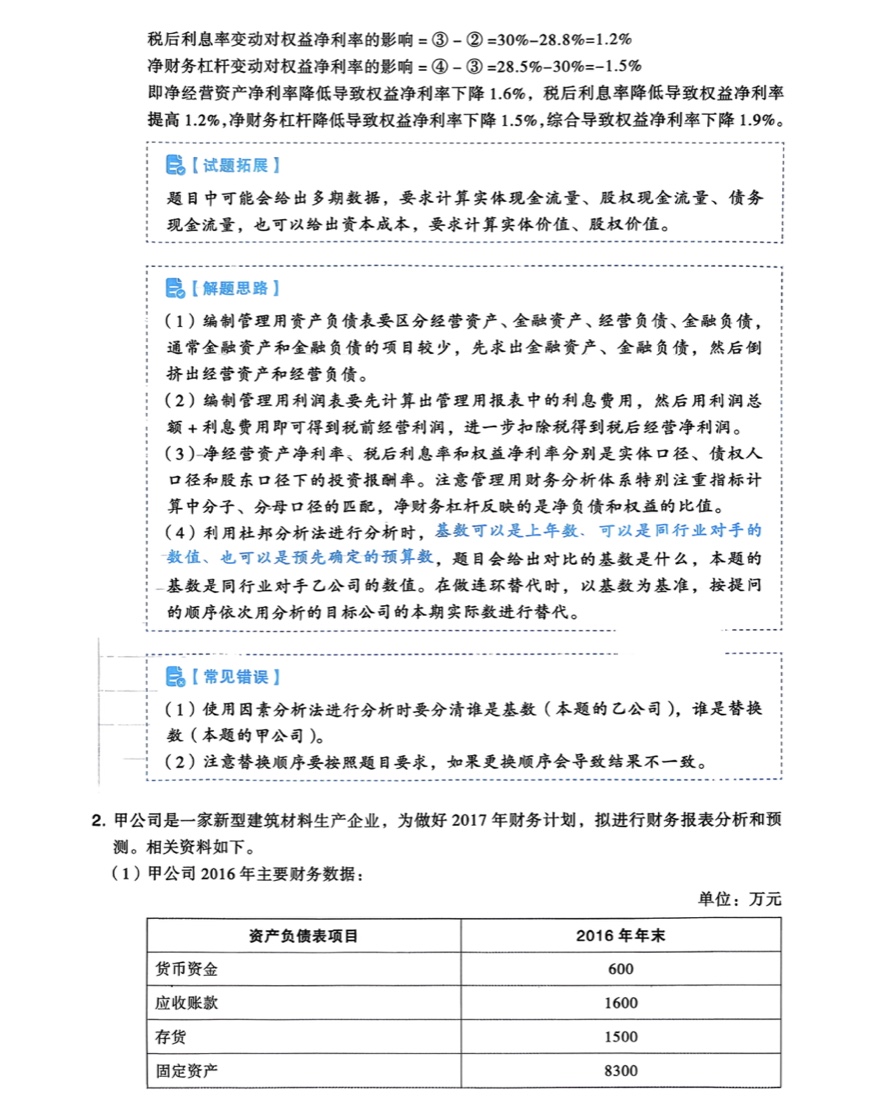 税后利息率变动对权益净利率的影响 = ③ − ② =30%−28.8%=1.2%
净财务杠杆变动对权益净利率的影响 = ④ − ③ =28.5%−30%=−1.5%
即净经营资产净利率降低导致权益净利率下降 1.6%，税后利息率降低导致权益净利率
提高 1.2%,净财务杠杆降低导致权益净利率下降 1.5%,综合导致权益净利率下降 1.9%。
【试题拓展】
题目中可能会给出多期数据，要求计算实体现金流量、股权现金流量、债务
现金流量，也可以给出资本成本，要求计算实体价值、股权价值。
【解题思路】
（1）编制管理用资产负债表要区分经营资产、金融资产、经营负债、金融负债，
通常金融资产和金融负债的项目较少，先求出金融资产、金融负债，然后倒
挤出经营资产和经营负债。
（2）编制管理用利润表要先计算出管理用报表中的利息费用，然后用利润总
额 + 利息费用即可得到税前经营利润，进一步扣除税得到税后经营净利润。
（3）净经营资产净利率、税后利息率和权益净利率分别是实体口径、债权人
口径和股东口径下的投资报酬率。注意管理用财务分析体系特别注重指标计
算中分子、分母口径的匹配，净财务杠杆反映的是净负债和权益的比值。
（4）利用杜邦分析法进行分析时，基数可以是上年数、可以是同行业对手的
数值、也可以是预先确定的预算数，题目会给出对比的基数是什么，本题的
基数是同行业对手乙公司的数值。在做连环替代时，以基数为基准，按提问
的顺序依次用分析的目标公司的本期实际数进行替代。
【常见错误】
（1）使用因素分析法进行分析时要分清谁是基数（本题的乙公司），谁是替换
数（本题的甲公司）。
（2）注意替换顺序要按照题目要求，如果更换顺序会导致结果不一致。
2. 甲公司是一家新型建筑材料生产企业，为做好 2017 年财务计划，拟进行财务报表分析和预
测。相关资料如下。
（1）甲公司 2016 年主要财务数据：
单位：万元
资产负债表项目 2016 年年末
货币资金 600
应收账款 1600
存货 1500
固定资产 8300